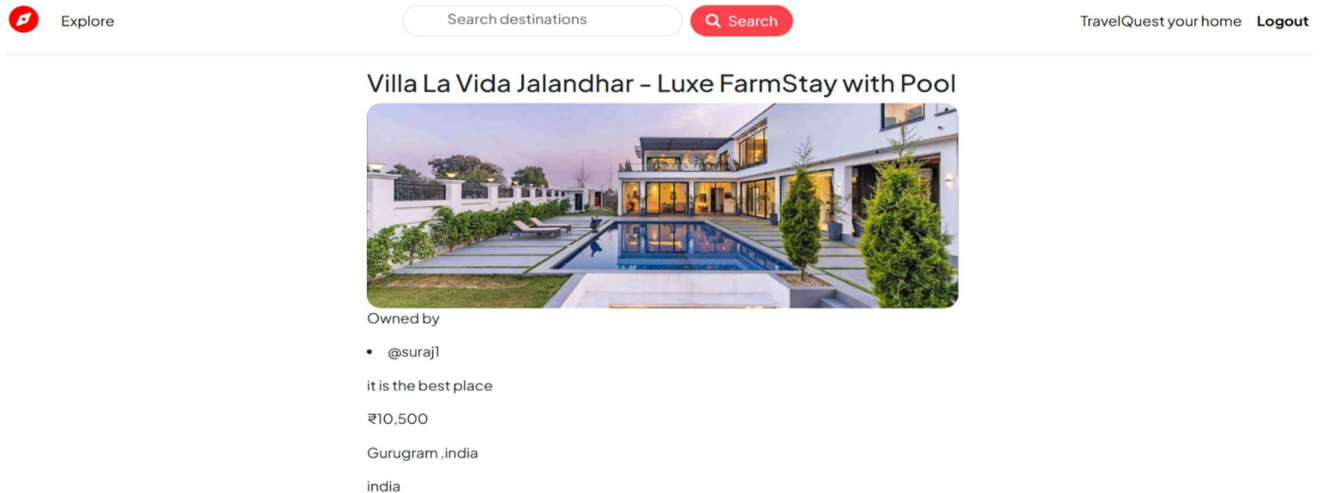 Explore
Search destinations
Search
TravelQuest your home
Logout
Villa La Vida Jalandhar - Luxe FarmStay with Pool
Owned by
@suraj1
it is the best place
₹10,500
Gurugram ,india
india